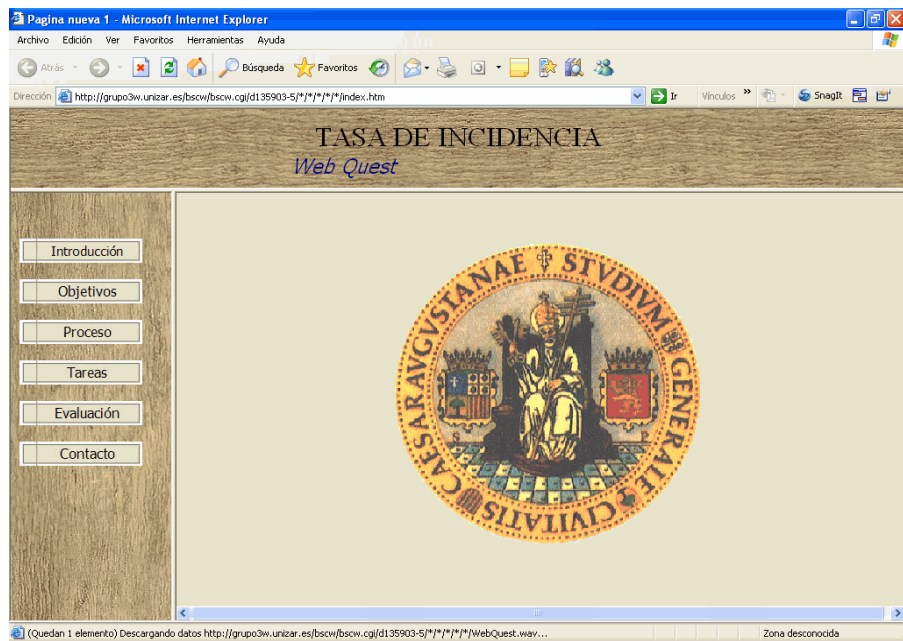 Pagina nueva 1 - Microsoft Internet Explorer
Archivo Edición Ver Favoritos Herramientas Ayuda
Atrás Búsqueda Favoritos
Dirección http://grupo3w.unizar.es/bscw/bscw.cgi/d135903-5/*/*/*/*/index.htm Ir Vínculos » SnagIt
TASA DE INCIDENCIA
Web Quest
Introducción
Objetivos
Proceso
Tareas
Evaluación
Contacto
CAESARAVGVSTANAE STVDIVM GENERALE CIVITATIS
S P
(Quedan 1 elemento) Descargando datos http://grupo3w.unizar.es/bscw/bscw.cgi/d135903-5/*/*/*/*/WebQuest.wav... Zona desconocida